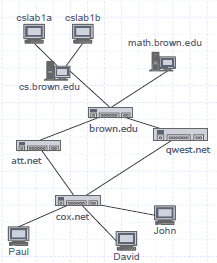 cslab1a cslab1b
math.brown.edu
cs.brown.edu
brown.edu
att.net
qwest.net
cox.net
John
Paul
David